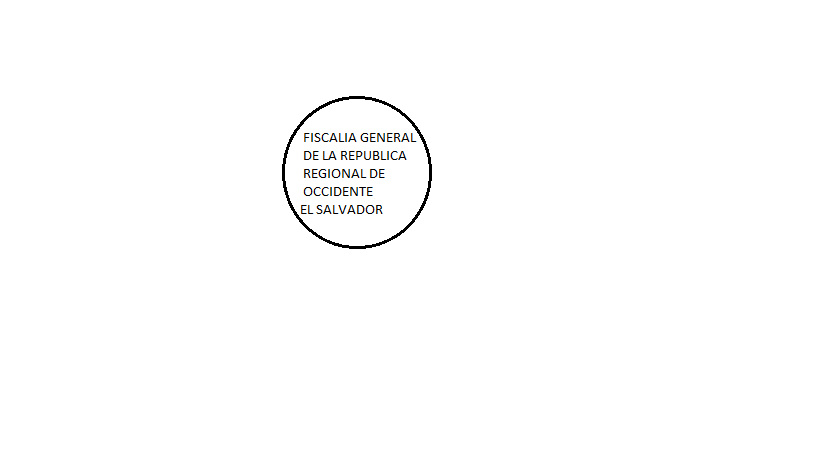 FISCALIA GENERAL
DE LA REPUBLICA
REGIONAL DE
OCCIDENTE
EL SALVADOR